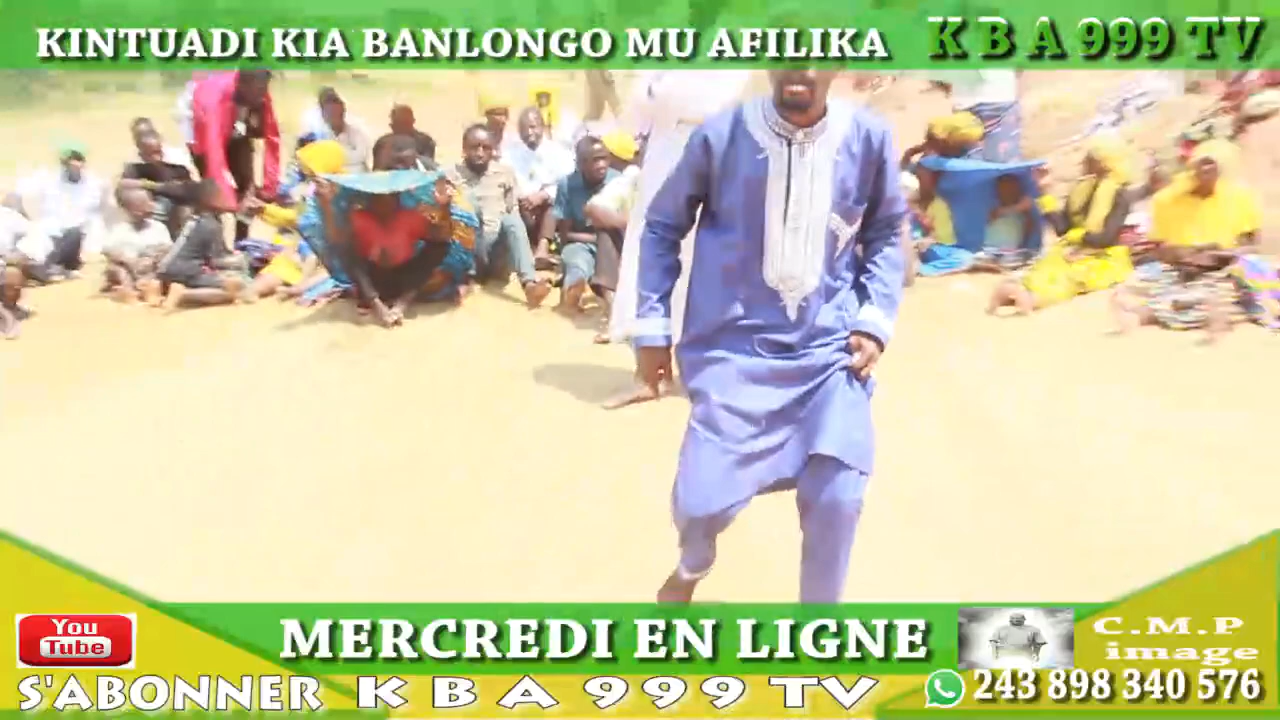 KINTUADI KIA BANLONGO MU AFILIKA
K B A 999 TV
MERCREDI EN LIGNE
You
Tube
C.M.P
image
S'ABONNER K B A 999 TV
243 898 340 576